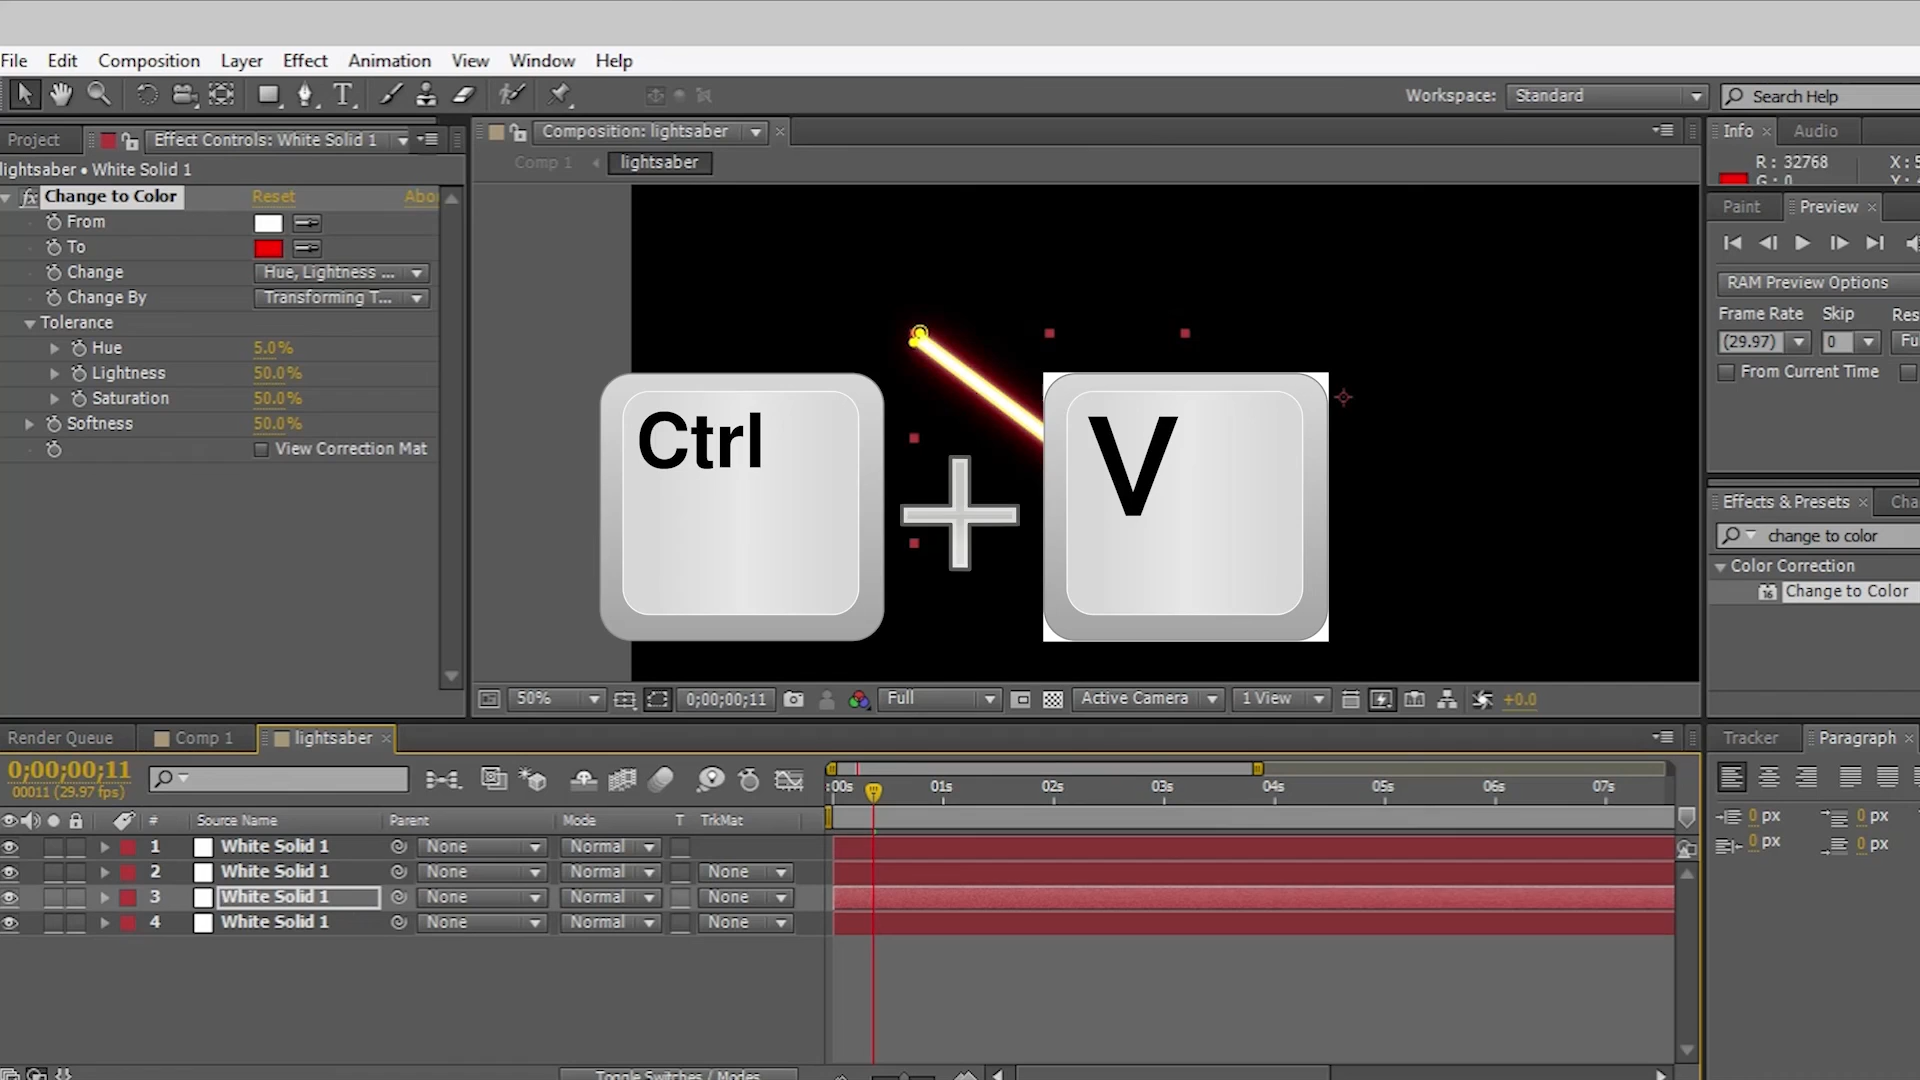 File Edit Composition Layer Effect Animation View Window Help
Workspace: Standard Search Help
Project Effect Controls: White Solid 1
lightsaber • White Solid 1
fx Change to Color Reset Abo
From
To
Change Hue, Lightness ...
Change By Transforming T...
Tolerance
Hue 5.0%
Lightness 50.0%
Saturation 50.0%
Softness 50.0%
View Correction Mat
Composition: lightsaber
Comp 1 lightsaber
Ctrl
V
50% 0;00;00;11 Full Active Camera 1 View +0.0
Info Audio
R: 32768 X: 5
G: 0 Y:
Paint Preview
RAM Preview Options
Frame Rate Skip Res
(29.97) 0 Fu
From Current Time
Effects & Presets Cha
change to color
Color Correction
16 Change to Color
Render Queue Comp 1 lightsaber
0;00;00;11
00011 (29.97 fps)
:00s 01s 02s 03s 04s 05s 06s 07s
# Source Name Parent Mode T TrkMat
1 White Solid 1 None Normal
2 White Solid 1 None Normal None
3 White Solid 1 None Normal None
4 White Solid 1 None Normal None
Toggle Switches / Modes
Tracker Paragraph
0 px 0 px
0 px 0 px